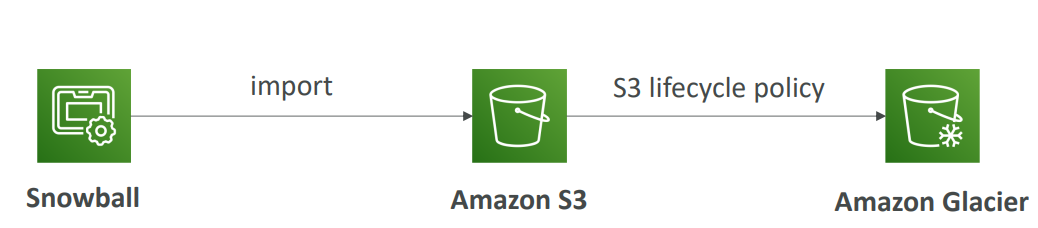 import
S3 lifecycle policy
Snowball
Amazon S3
Amazon Glacier